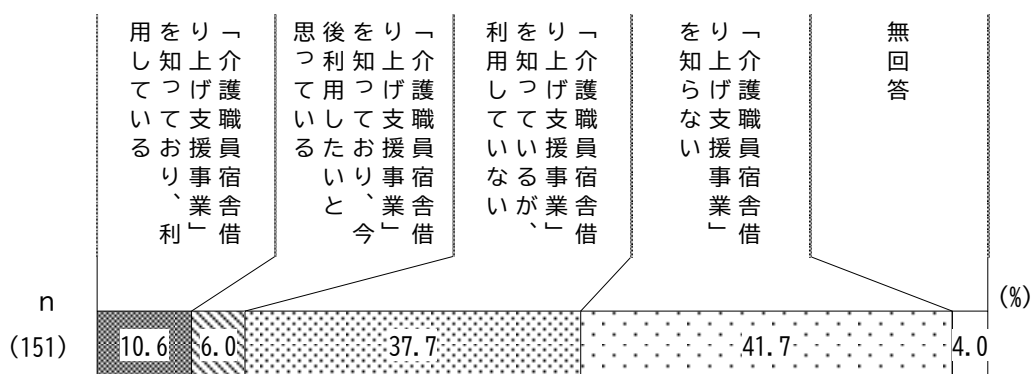 「介護職員宿舎借
り上げ支援事業」
を知っており、利
用している
「介護職員宿舎借
り上げ支援事業」
を知っており、今
後利用したいと
思っている
「介護職員宿舎借
り上げ支援事業」
を知っているが、
利用していない
「介護職員宿舎借
り上げ支援事業」
を知らない
無回答
n
(%)
(151)
10.6
6.0
37.7
41.7
4.0